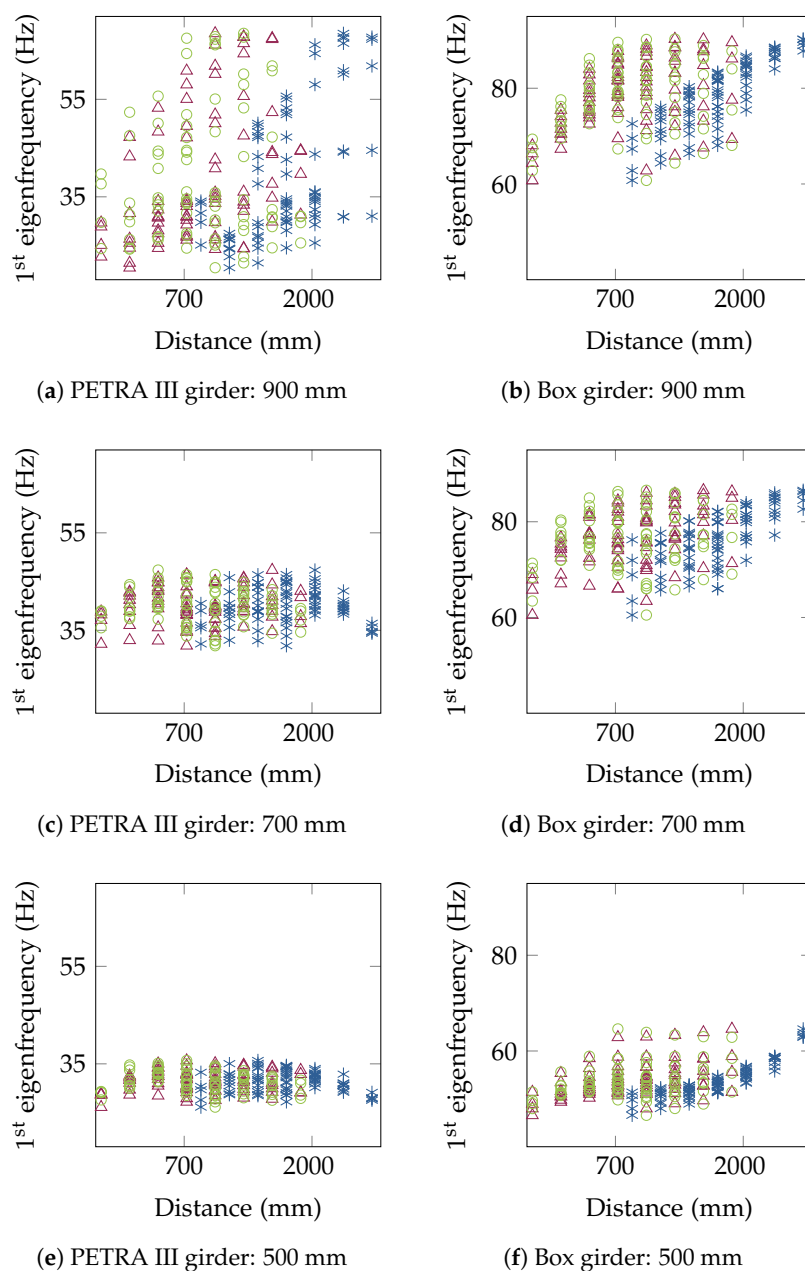 55
35
1st eigenfrequency (Hz)
700
2000
Distance (mm)
(a) PETRA III girder: 900 mm
80
60
1st eigenfrequency (Hz)
700
2000
Distance (mm)
(b) Box girder: 900 mm
55
35
1st eigenfrequency (Hz)
700
2000
Distance (mm)
(c) PETRA III girder: 700 mm
80
60
1st eigenfrequency (Hz)
700
2000
Distance (mm)
(d) Box girder: 700 mm
55
35
1st eigenfrequency (Hz)
700
2000
Distance (mm)
(e) PETRA III girder: 500 mm
80
60
1st eigenfrequency (Hz)
700
2000
Distance (mm)
(f) Box girder: 500 mm